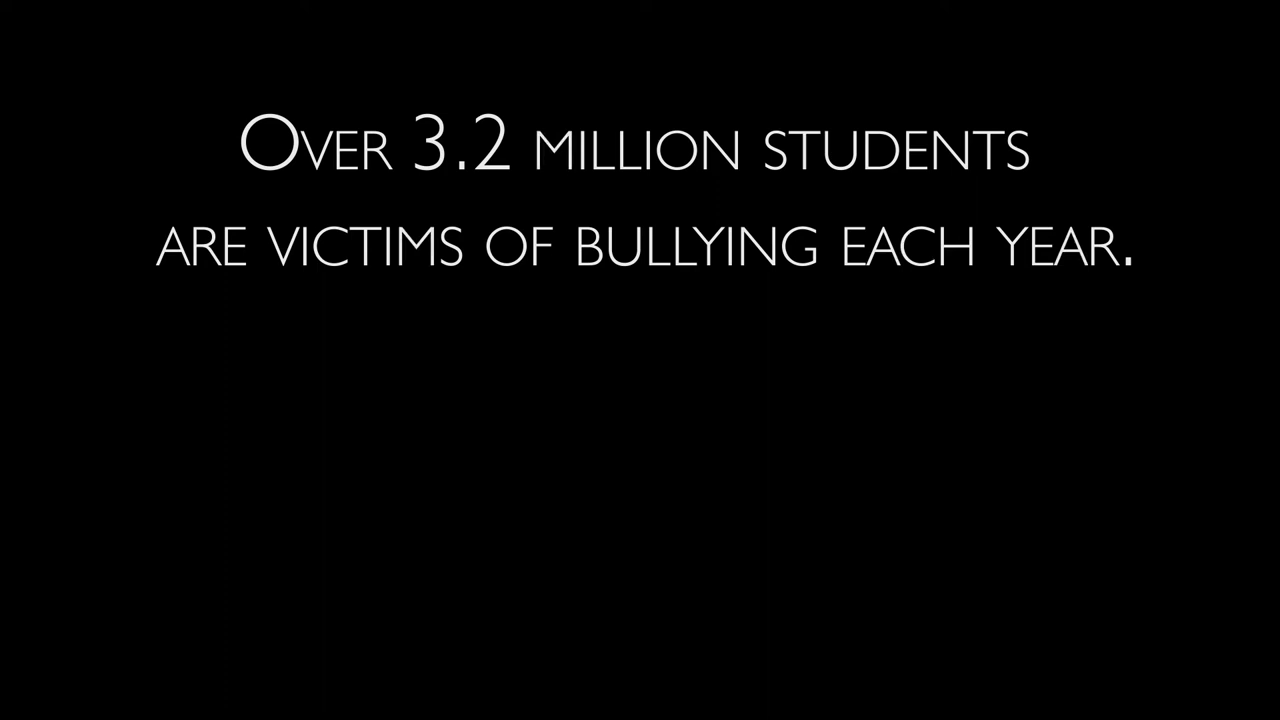 Over 3.2 million students
are victims of bullying each year.